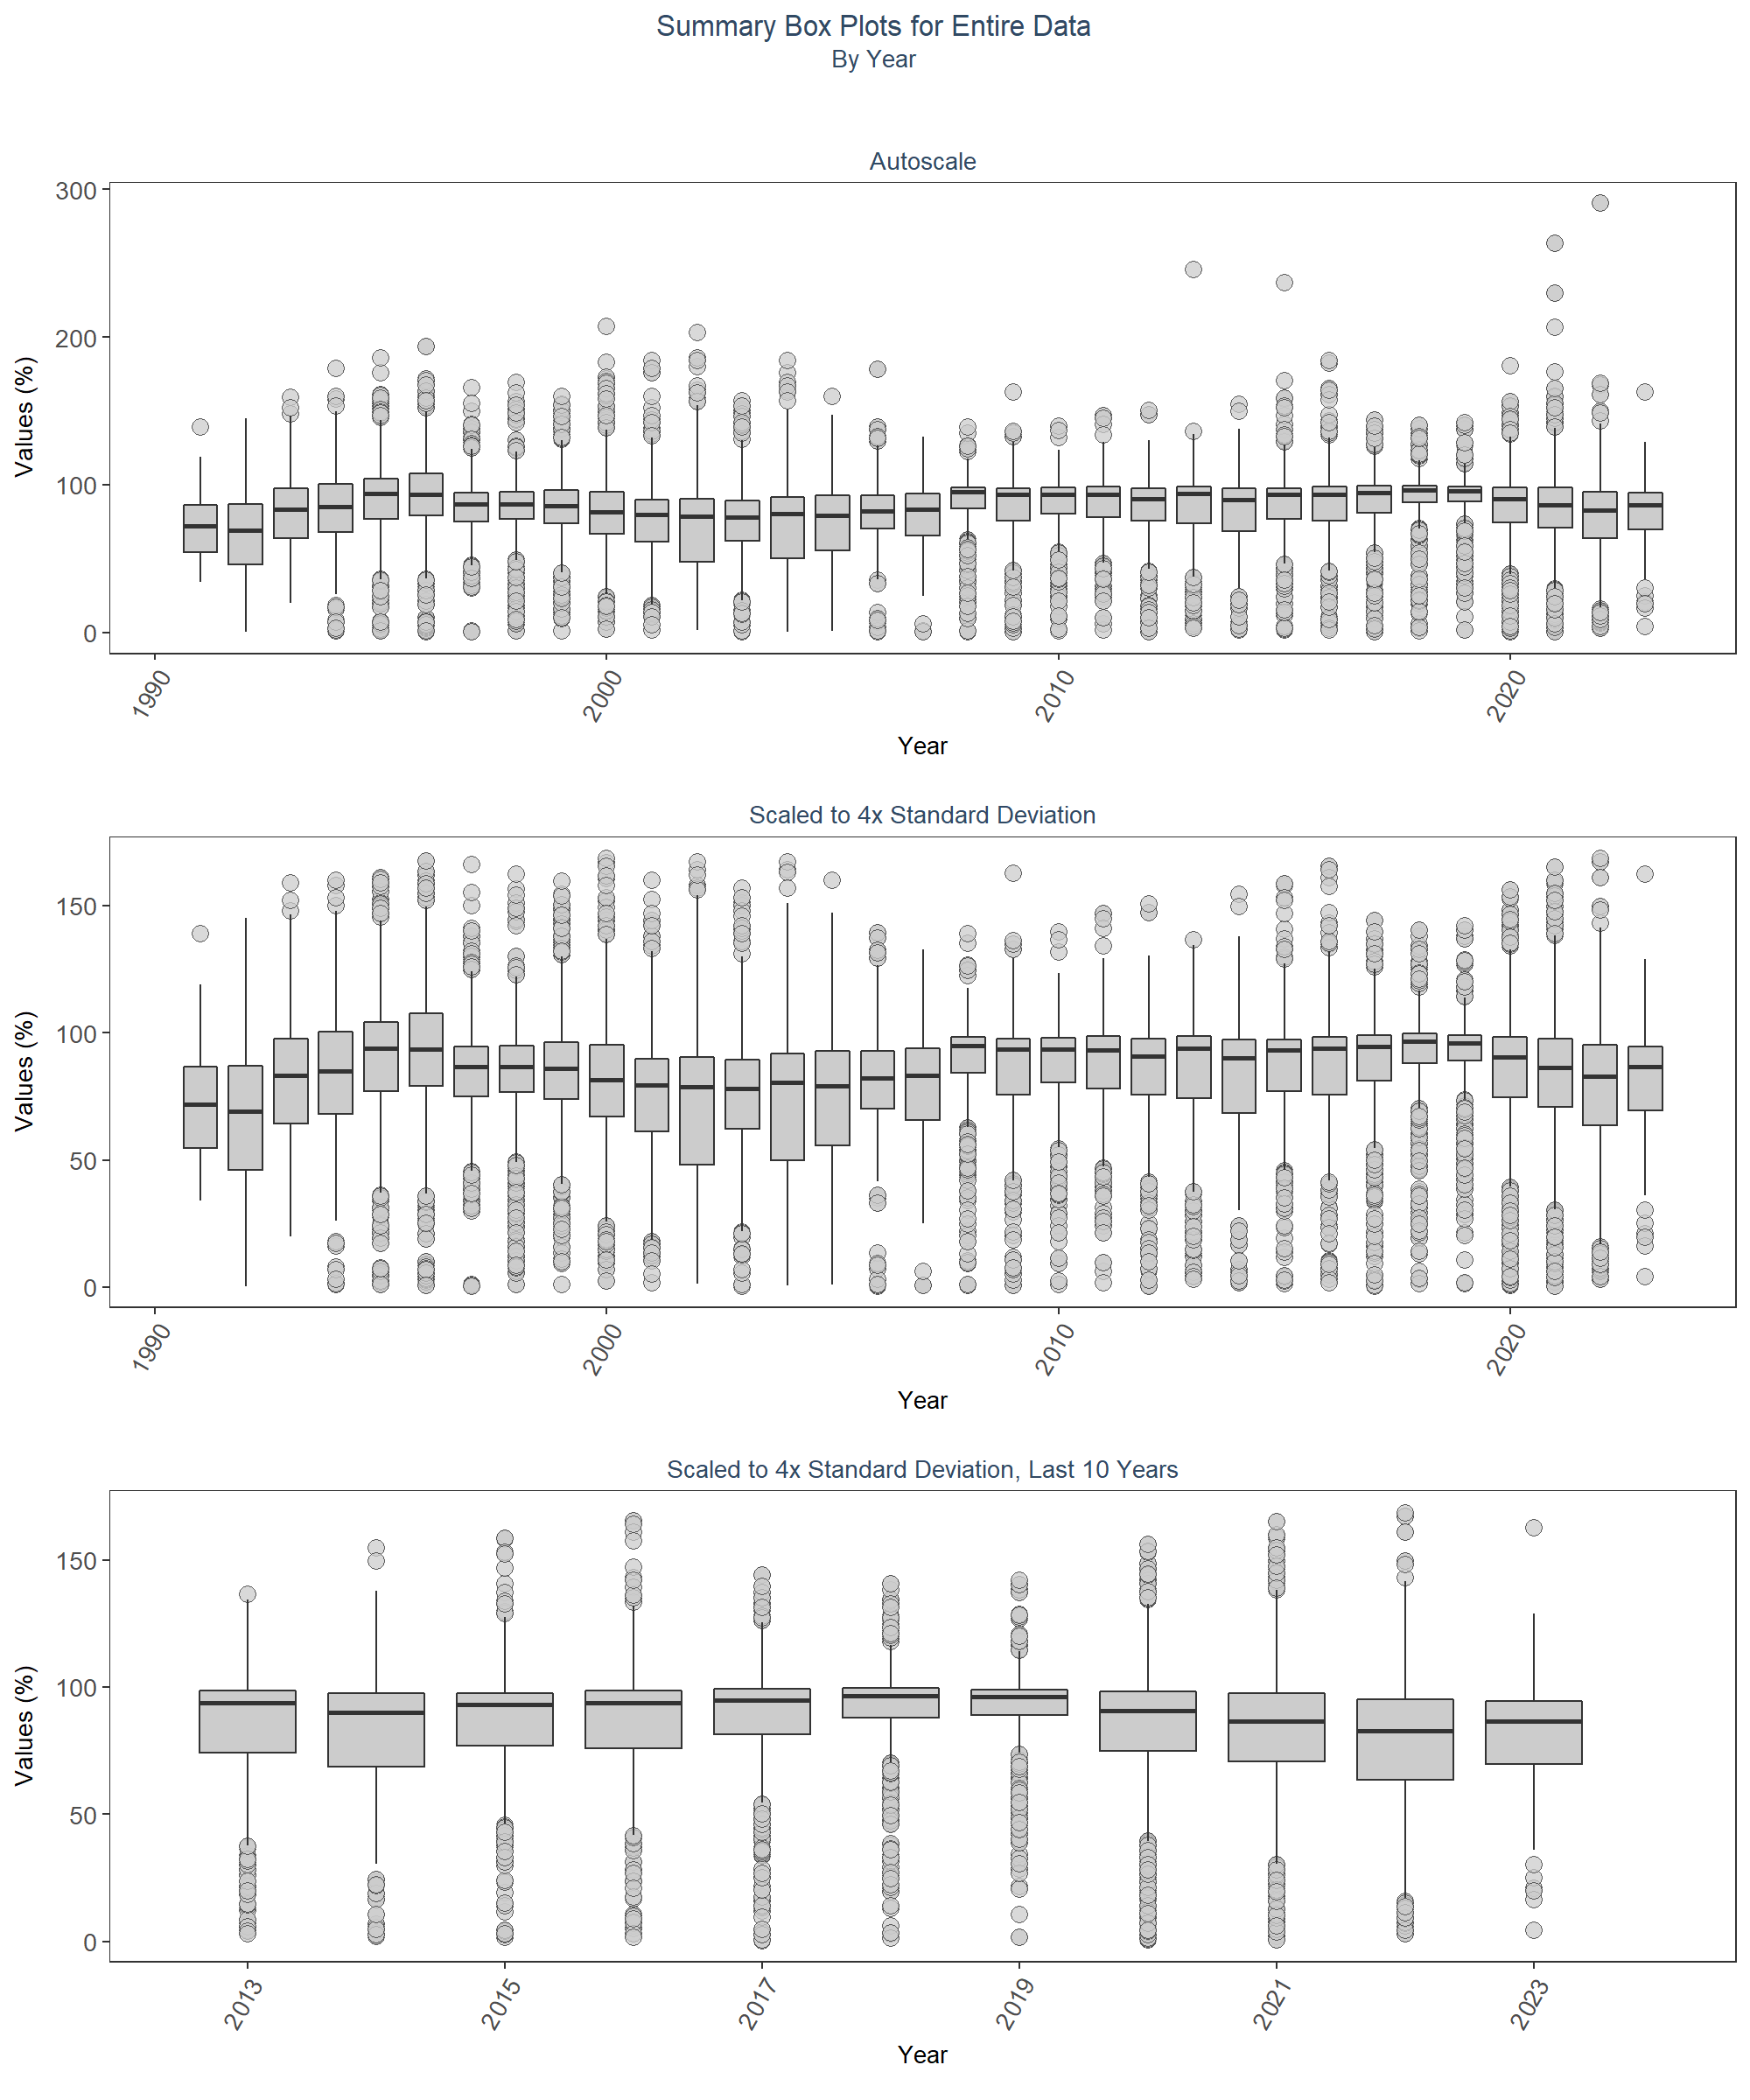 Summary Box Plots for Entire Data
By Year
Autoscale
300
200
100
0
Values (%)
1990
2000
2010
2020
Year
Scaled to 4x Standard Deviation
150
100
50
0
Values (%)
1990
2000
2010
2020
Year
Scaled to 4x Standard Deviation, Last 10 Years
150
100
50
0
Values (%)
2013
2015
2017
2019
2021
2023
Year